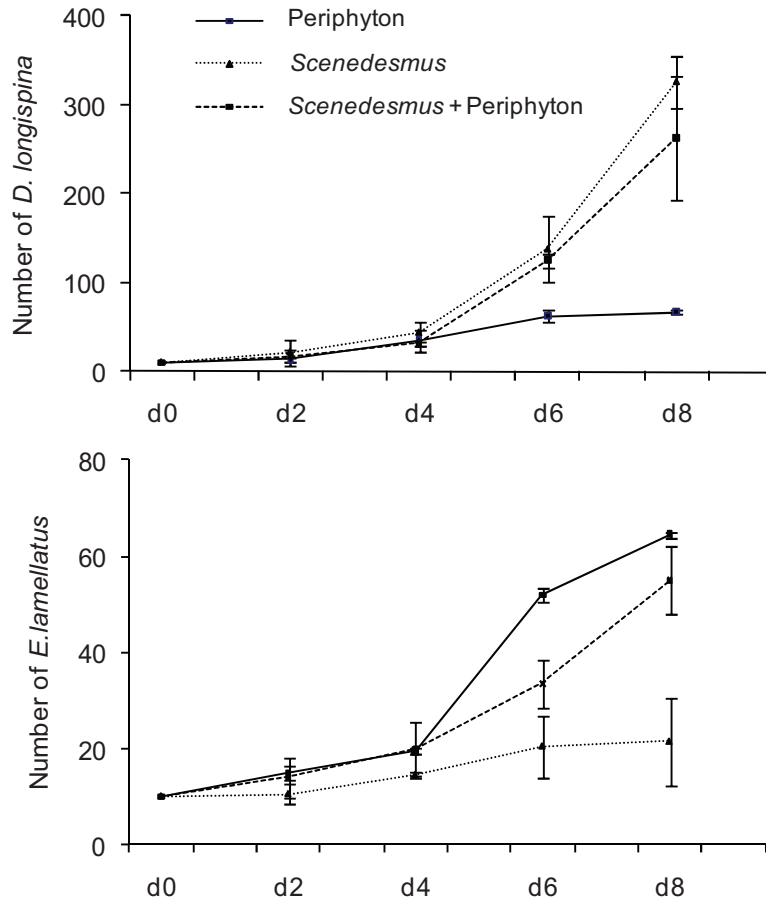 Number of D. longispina
400
300
200
100
0
Periphyton
Scenedesmus
Scenedesmus + Periphyton
d0 d2 d4 d6 d8
Number of E.lamellatus
80
60
40
20
0
d0 d2 d4 d6 d8